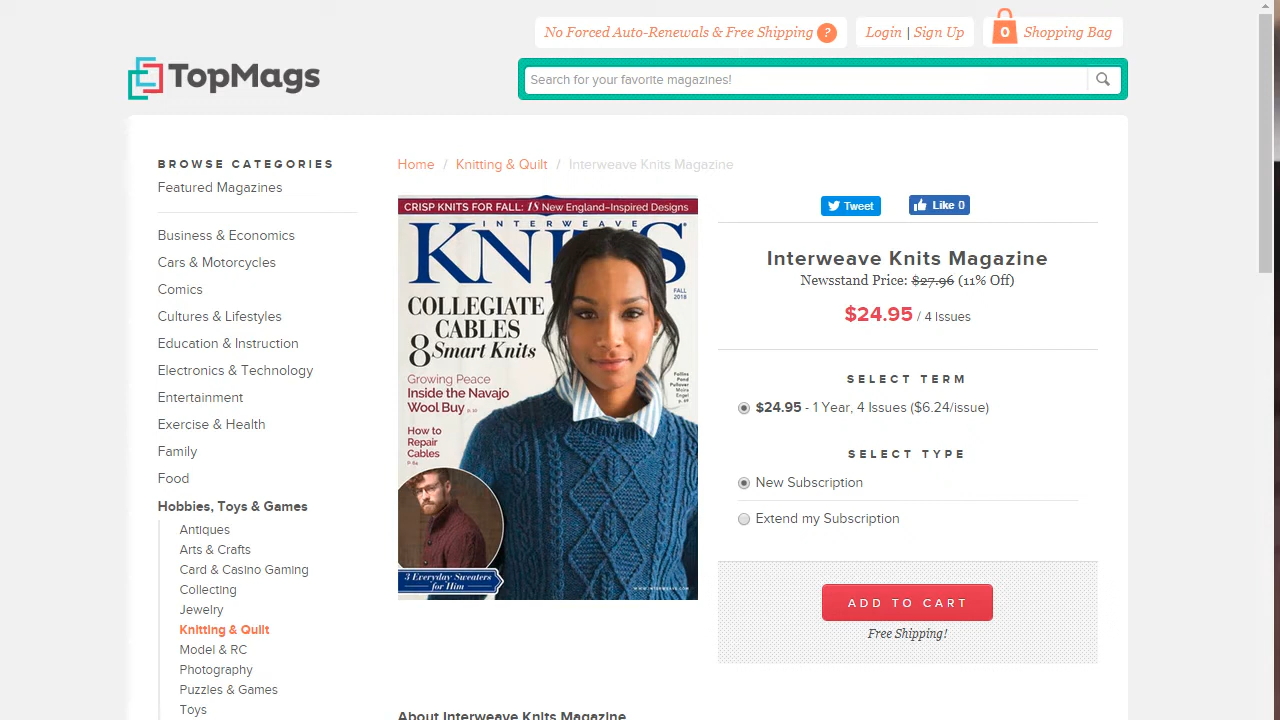 No Forced Auto-Renewals & Free Shipping ?
Login | Sign Up
0 Shopping Bag
TopMags
Search for your favorite magazines!
BROWSE CATEGORIES
Featured Magazines
Business & Economics
Cars & Motorcycles
Comics
Cultures & Lifestyles
Education & Instruction
Electronics & Technology
Entertainment
Exercise & Health
Family
Food
Hobbies, Toys & Games
Antiques
Arts & Crafts
Card & Casino Gaming
Collecting
Jewelry
Knitting & Quilt
Model & RC
Photography
Puzzles & Games
Toys
Home / Knitting & Quilt / Interweave Knits Magazine
CRISP KNITS FOR FALL: 18 New England–Inspired Designs
INTERWEAVE
KNITS
FALL
2018
COLLEGIATE
CABLES
8 Smart Knits
Growing Peace
Inside the Navajo
Wool Buy p. 10
How to
Repair
Cables
p. 64
Pullover
3 Everyday Sweaters
for Him
WWW.INTERWEAVE.COM
Tweet
Like 0
Interweave Knits Magazine
Newsstand Price: $27.96 (11% Off)
$24.95 / 4 Issues
SELECT TERM
$24.95 - 1 Year, 4 Issues ($6.24/issue)
SELECT TYPE
New Subscription
Extend my Subscription
ADD TO CART
Free Shipping!
About Interweave Knits Magazine